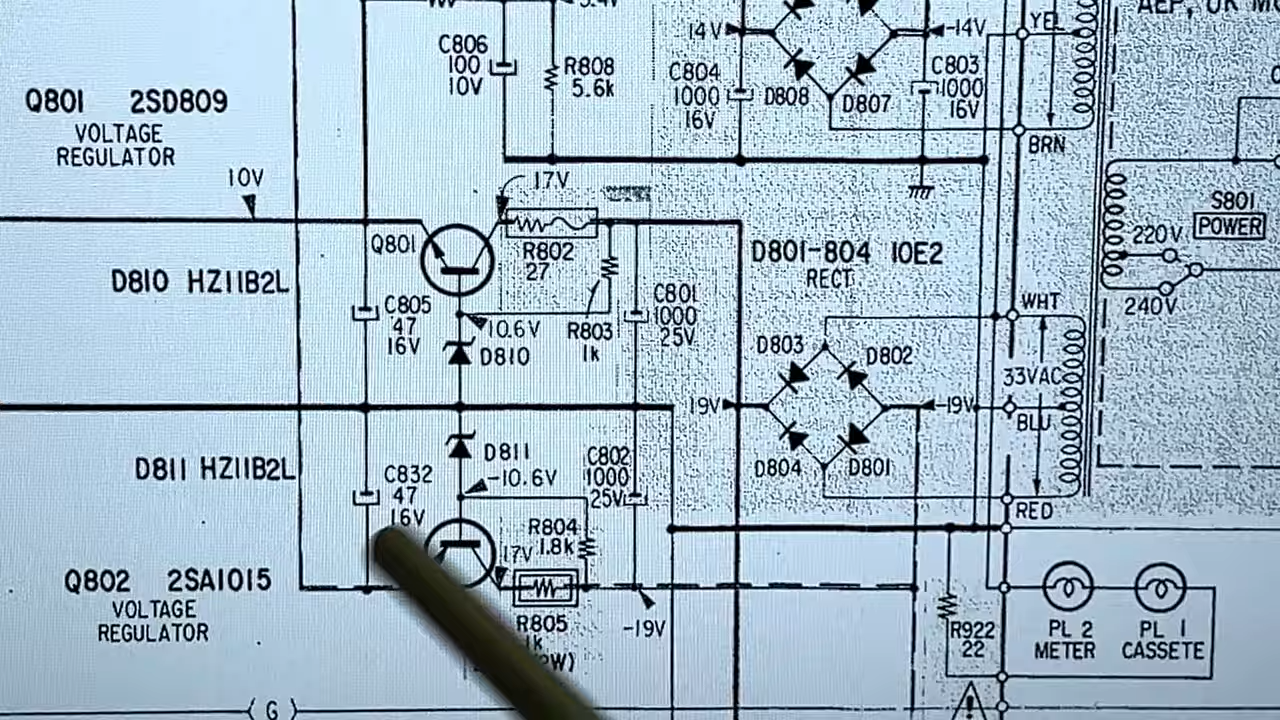 AEP, UK
YEL
14V
-14V
C806
100
10V
R808
5.6k
C804
1000
16V
D808
D807
C803
1000
16V
BRN
Q801 2SD809
VOLTAGE
REGULATOR
10V
17V
Q801
R802
27
D801-804 10E2
RECT
S801
POWER
220V
240V
D810 HZ11B2L
C805
47
16V
10.6V
D810
R803
1k
C801
1000
25V
WHT
D803
D802
33VAC
19V
-19V
BLU
D804
D801
RED
D811 HZ11B2L
D811
-10.6V
C832
47
16V
C802
1000
25V
R804
1.8k
17V
Q802 2SA1015
VOLTAGE
REGULATOR
R805
1k
-19V
R922
22
PL 2
METER
PL 1
CASSETE
G